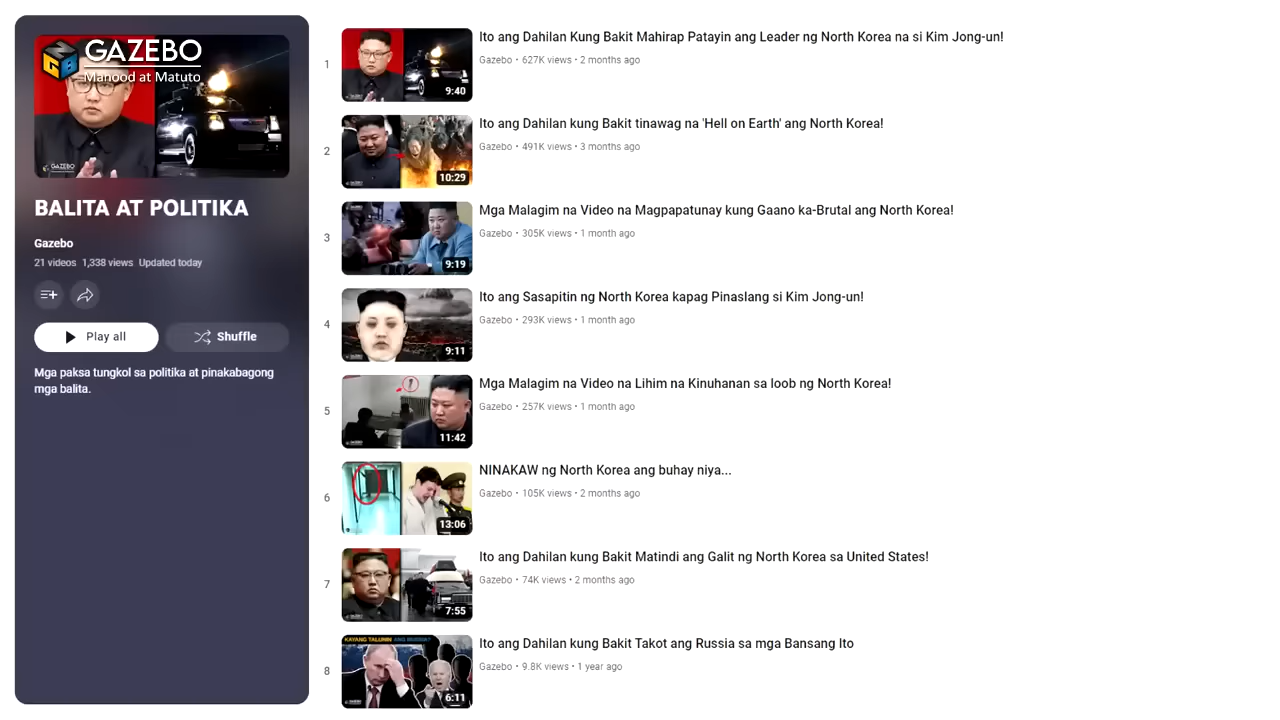 GAZEBO
Manood at Matuto
GAZEBO
BALITA AT POLITIKA
Gazebo
21 videos 1,338 views Updated today
Play all
Shuffle
Mga paksa tungkol sa politika at pinakabagong
mga balita.
1
9:40
Ito ang Dahilan Kung Bakit Mahirap Patayin ang Leader ng North Korea na si Kim Jong-un!
Gazebo • 627K views • 2 months ago
2
10:29
Ito ang Dahilan kung Bakit tinawag na 'Hell on Earth' ang North Korea!
Gazebo • 491K views • 3 months ago
3
9:19
Mga Malagim na Video na Magpapatunay kung Gaano ka-Brutal ang North Korea!
Gazebo • 305K views • 1 month ago
4
9:11
Ito ang Sasapitin ng North Korea kapag Pinaslang si Kim Jong-un!
Gazebo • 293K views • 1 month ago
5
11:42
Mga Malagim na Video na Lihim na Kinuhanan sa loob ng North Korea!
Gazebo • 257K views • 1 month ago
6
13:06
NINAKAW ng North Korea ang buhay niya...
Gazebo • 105K views • 2 months ago
7
7:55
Ito ang Dahilan kung Bakit Matindi ang Galit ng North Korea sa United States!
Gazebo • 74K views • 2 months ago
8
KAYANG TALUNIN ANG RUSSIA?
6:11
Ito ang Dahilan kung Bakit Takot ang Russia sa mga Bansang Ito
Gazebo • 9.8K views • 1 year ago